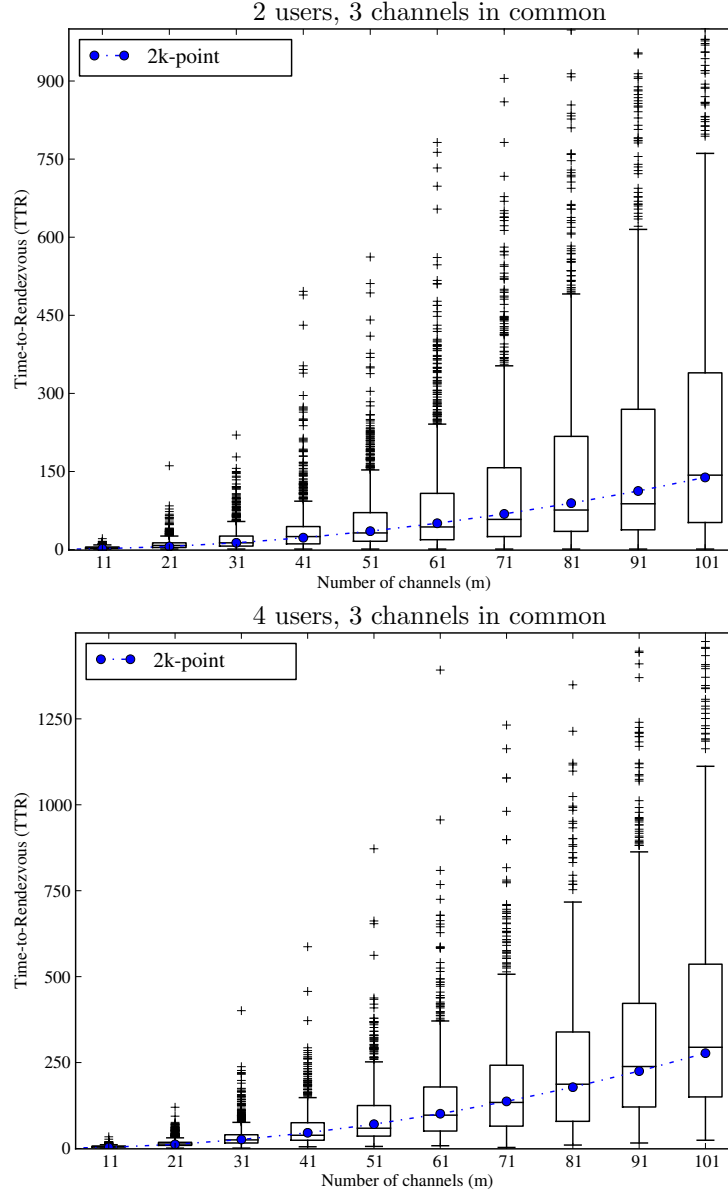 2 users, 3 channels in common
900
2k-point
750
600
450
300
150
0
Time-to-Rendezvous (TTR)
11 21 31 41 51 61 71 81 91 101
Number of channels (m)
4 users, 3 channels in common
2k-point
1250
1000
750
500
250
0
Time-to-Rendezvous (TTR)
11 21 31 41 51 61 71 81 91 101
Number of channels (m)